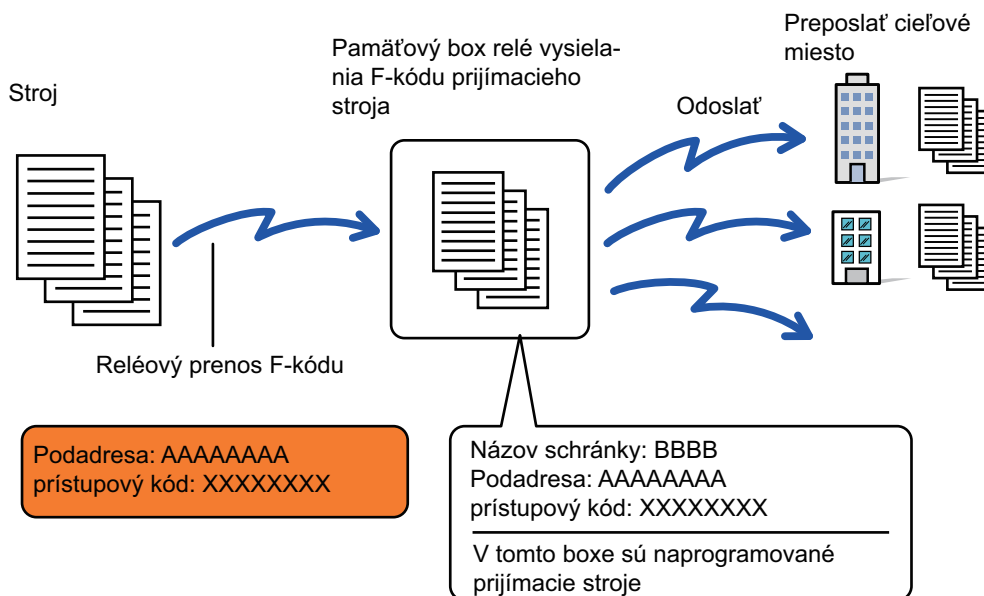 Stroj
Pamäťový box relé vysiela-
nia F-kódu prijímacieho
stroja
Preposlať cieľové
miesto
Odoslať
Reléový prenos F-kódu
Podadresa: AAAAAAAA
prístupový kód: XXXXXXXX
Názov schránky: BBBB
Podadresa: AAAAAAAA
prístupový kód: XXXXXXXX
V tomto boxe sú naprogramované
prijímacie stroje